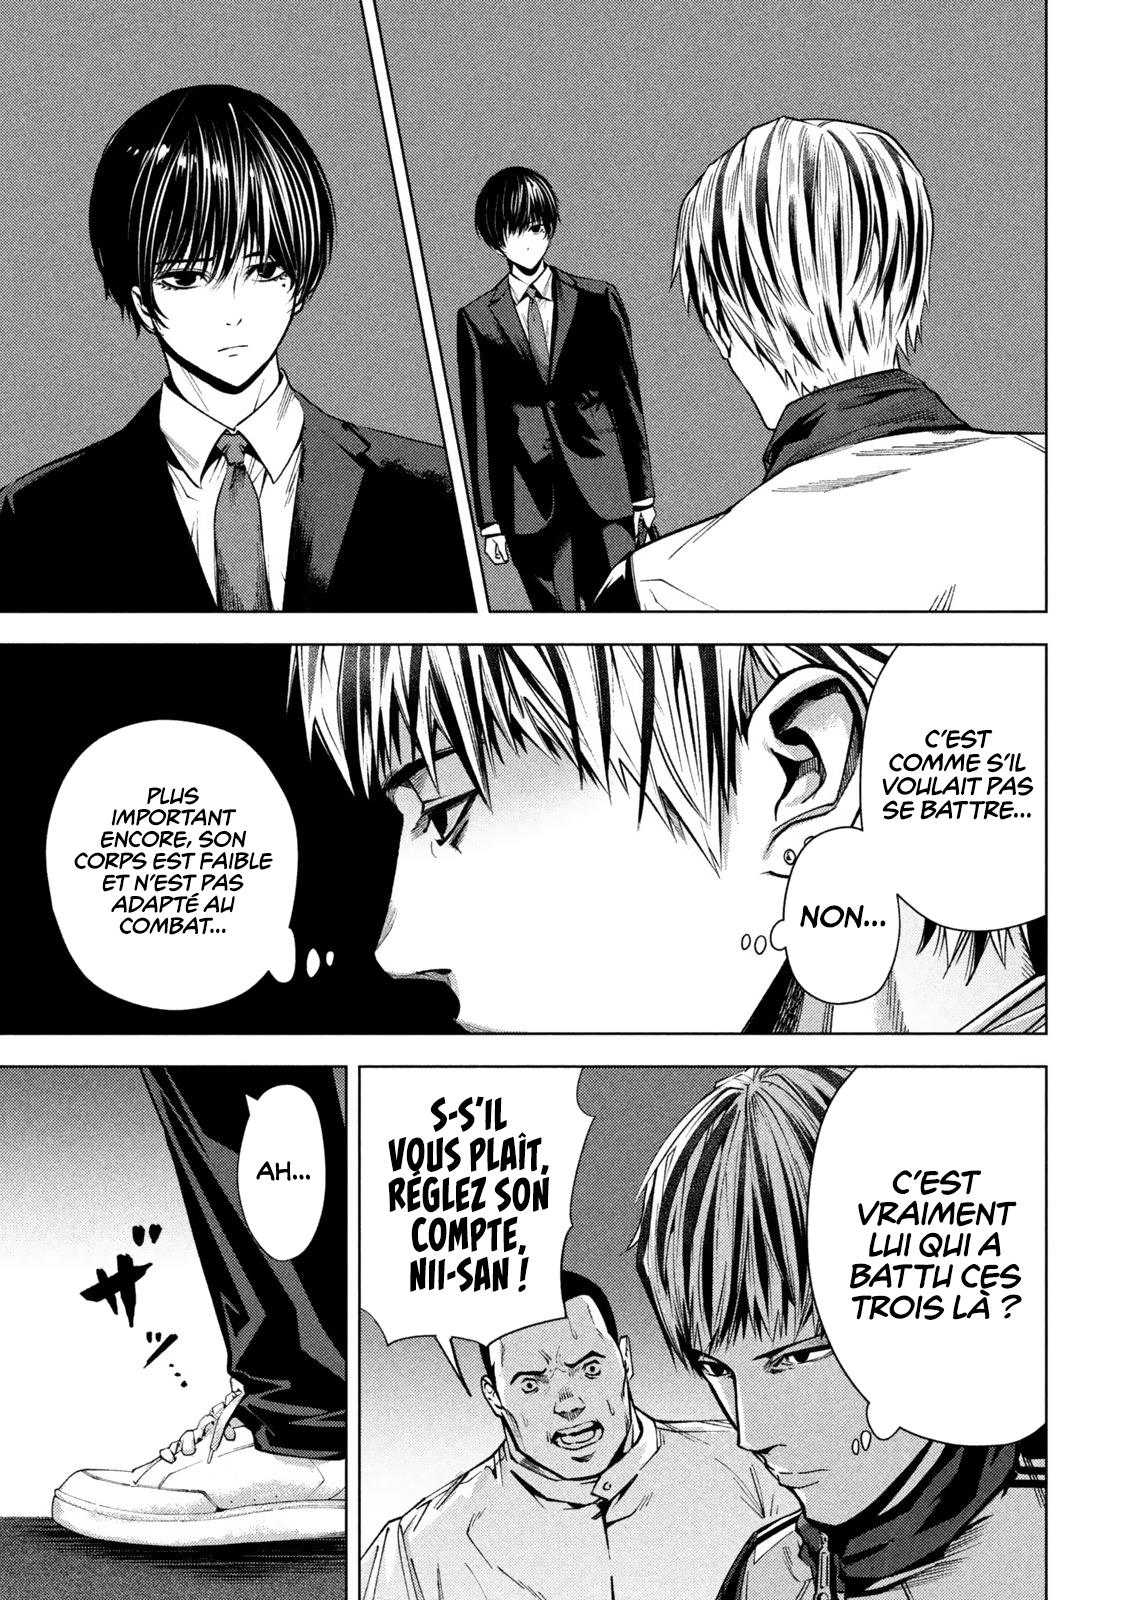 C'EST
COMME S'IL
VOULAIT PAS
SE BATTRE...
NON...
PLUS
IMPORTANT
ENCORE, SON
CORPS EST FAIBLE
ET N'EST PAS
ADAPTÉ AU
COMBAT...
C'EST
VRAIMENT
LUI QUI A
BATTU CES
TROIS LÀ ?
S-S'IL
VOUS PLAÎT,
RÉGLEZ SON
COMPTE,
NII-SAN !
AH...
ザッ...